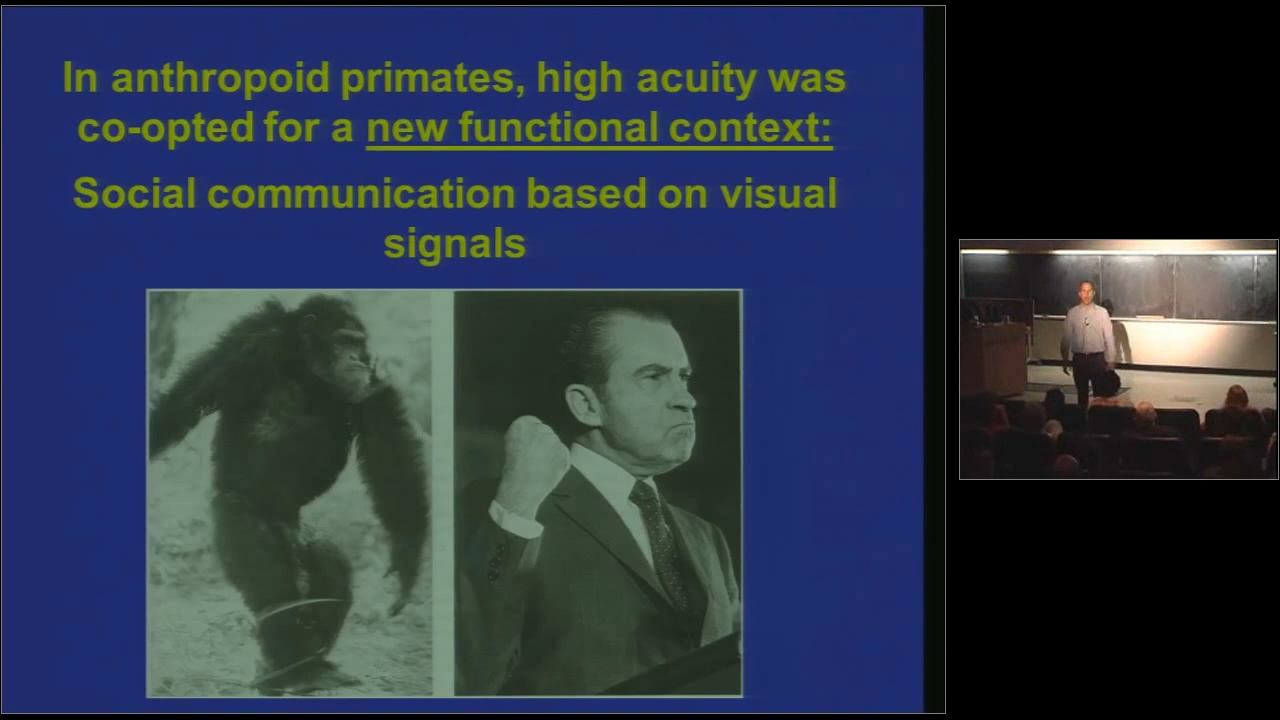 In anthropoid primates, high acuity was
co-opted for a new functional context:
Social communication based on visual
signals